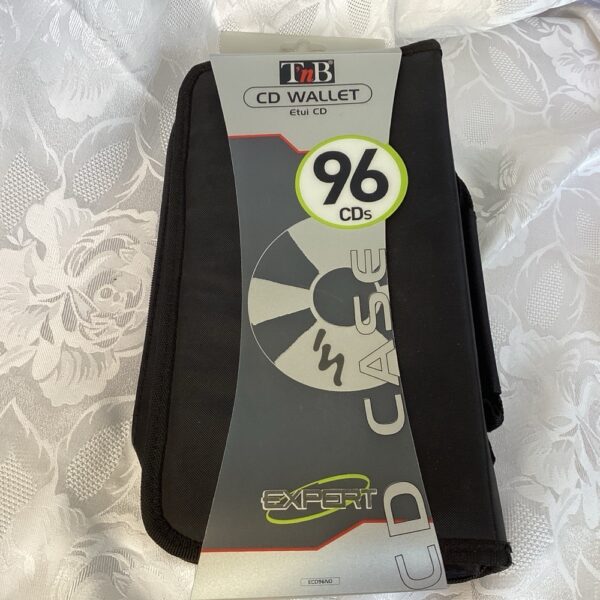 TnB
CD WALLET
Etui CD
96
CDs
CD CASE
EXPERT